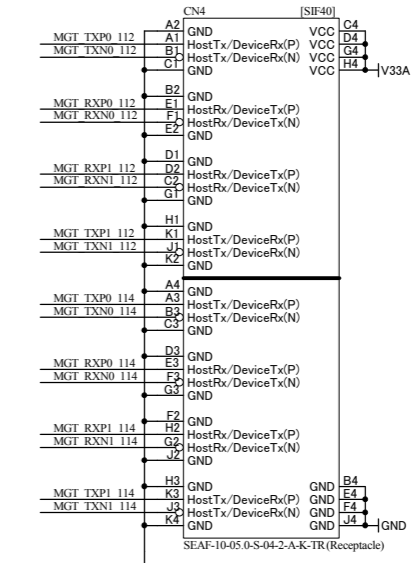 CN4 [SIF40]
A2 GND VCC C4
MGT_TXP0_112 A1 HostTx/DeviceRx(P) VCC D4
MGT_TXN0_112 B1 HostTx/DeviceRx(N) VCC G4
C1 GND VCC H4 V33A
B2 GND
MGT_RXP0_112 E1 HostRx/DeviceTx(P)
MGT_RXN0_112 F1 HostRx/DeviceTx(N)
E2 GND
D1 GND
MGT_RXP1_112 D2 HostRx/DeviceTx(P)
MGT_RXN1_112 C2 HostRx/DeviceTx(N)
G1 GND
H1 GND
MGT_TXP1_112 K1 HostTx/DeviceRx(P)
MGT_TXN1_112 J1 HostTx/DeviceRx(N)
K2 GND
A4 GND
MGT_TXP0_114 A3 HostTx/DeviceRx(P)
MGT_TXN0_114 B3 HostTx/DeviceRx(N)
C3 GND
D3 GND
MGT_RXP0_114 E3 HostRx/DeviceTx(P)
MGT_RXN0_114 F3 HostRx/DeviceTx(N)
G3 GND
F2 GND
MGT_RXP1_114 H2 HostRx/DeviceTx(P)
MGT_RXN1_114 G2 HostRx/DeviceTx(N)
J2 GND
H3 GND GND B4
MGT_TXP1_114 K3 HostTx/DeviceRx(P) GND E4
MGT_TXN1_114 J3 HostTx/DeviceRx(N) GND F4
K4 GND GND J4 GND
SEAF-10-05.0-S-04-2-A-K-TR(Receptacle)